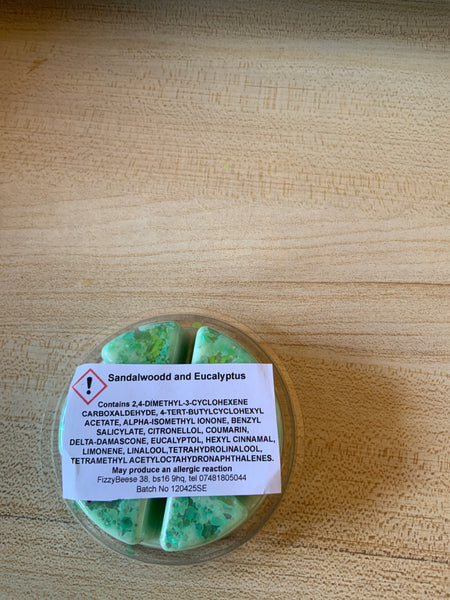 Sandalwoodd and Eucalyptus
Contains 2,4-DIMETHYL-3-CYCLOHEXENE
CARBOXALDEHYDE, 4-TERT-BUTYLCYCLOHEXYL
ACETATE, ALPHA-ISOMETHYL IONONE, BENZYL
SALICYLATE, CITRONELLOL, COUMARIN,
DELTA-DAMASCONE, EUCALYPTOL, HEXYL CINNAMAL,
LIMONENE, LINALOOL,TETRAHYDROLINALOOL,
TETRAMETHYL ACETYLOCTAHYDRONAPHTHALENES.
May produce an allergic reaction
FizzyBeese 38, bs16 9hq, tel 07481805044
Batch No 120425SE